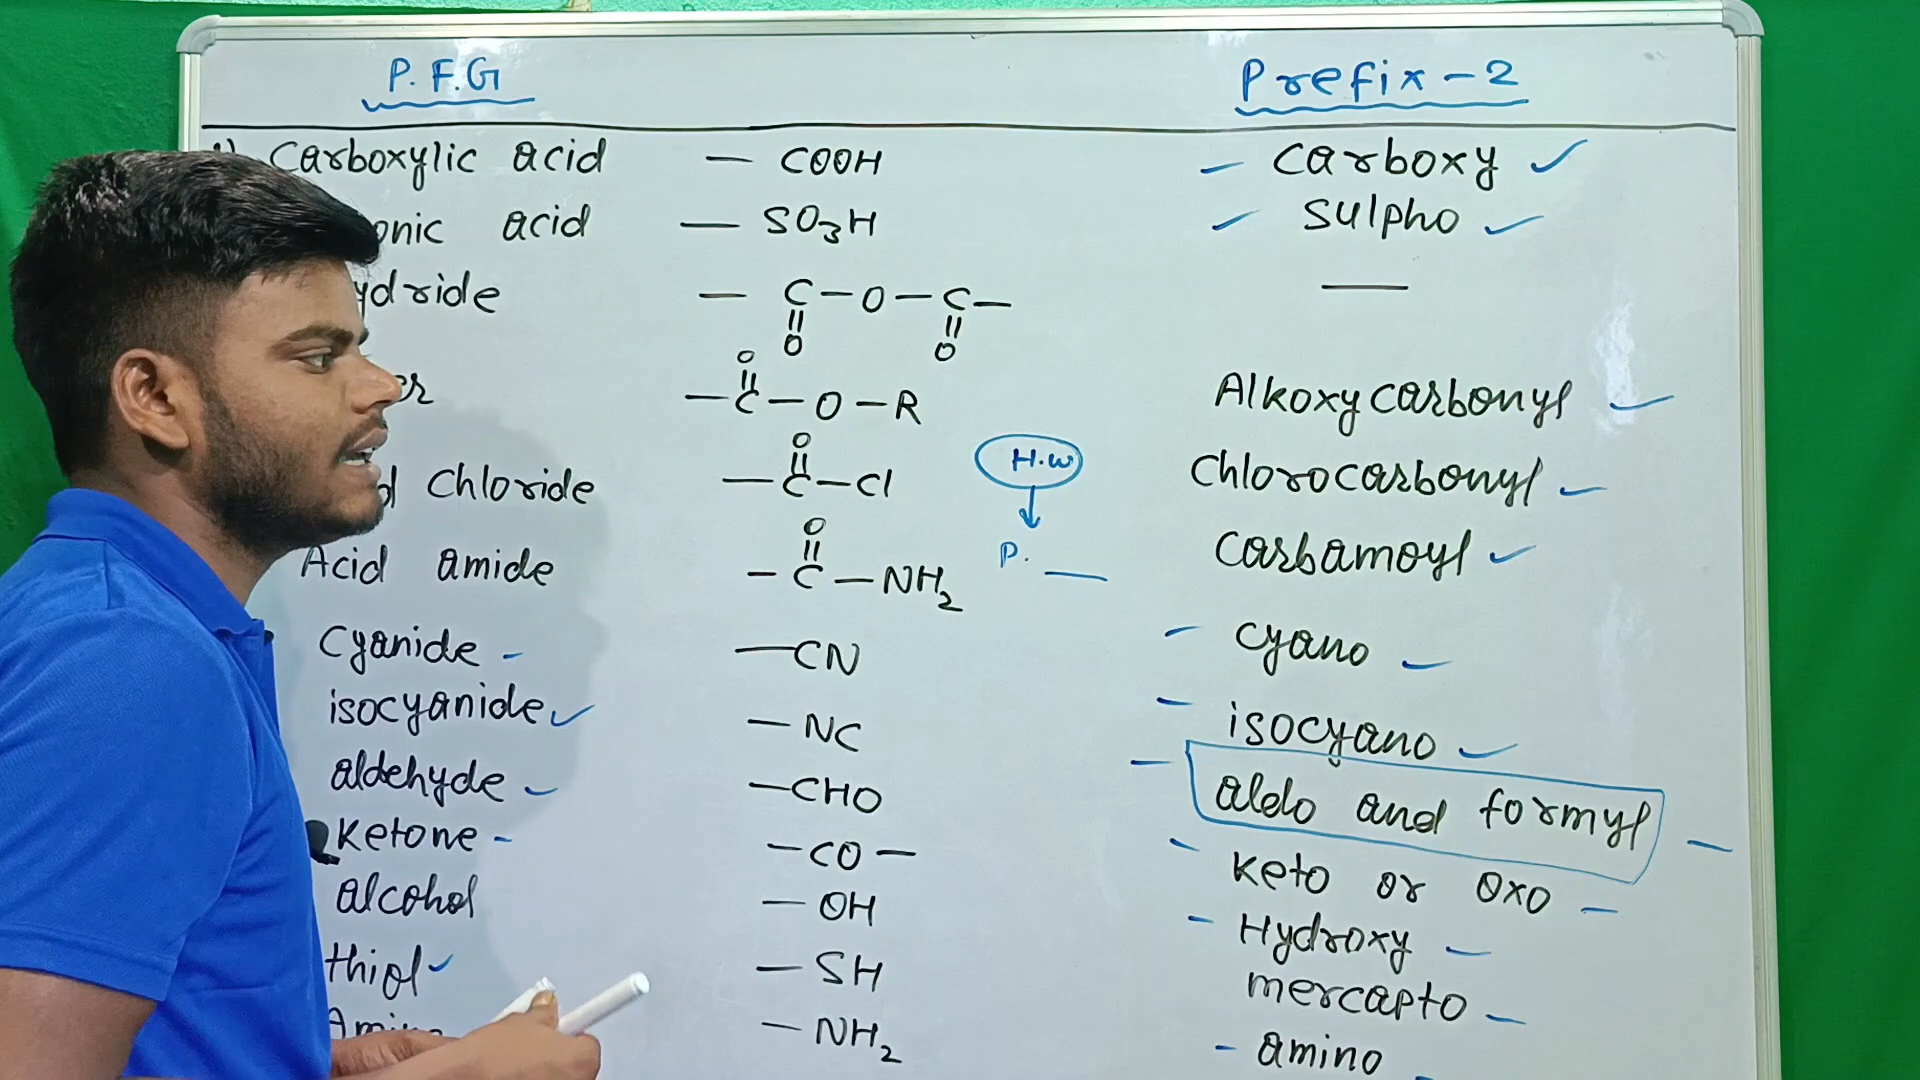 P.F.G Prefix-2
Carboxylic acid — COOH – Carboxy ✓
onic acid — SO3H – Sulpho ✓
ydride — C–O–C– —
O O
O
er –C–O–R Alkoxycarbonyl
O
d Chloride –C–Cl H.W Chlorocarbonyl
O
Acid amide –C–NH2 P. — Carbamoyl
Cyanide – –CN – Cyano
isocyanide ✓ –NC – isocyano
aldehyde – –CHO – aldo and formyl –
Ketone – –CO– – Keto or Oxo –
alcohol –OH – Hydroxy –
thiol ✓ –SH mercapto –
–NH2 – amino